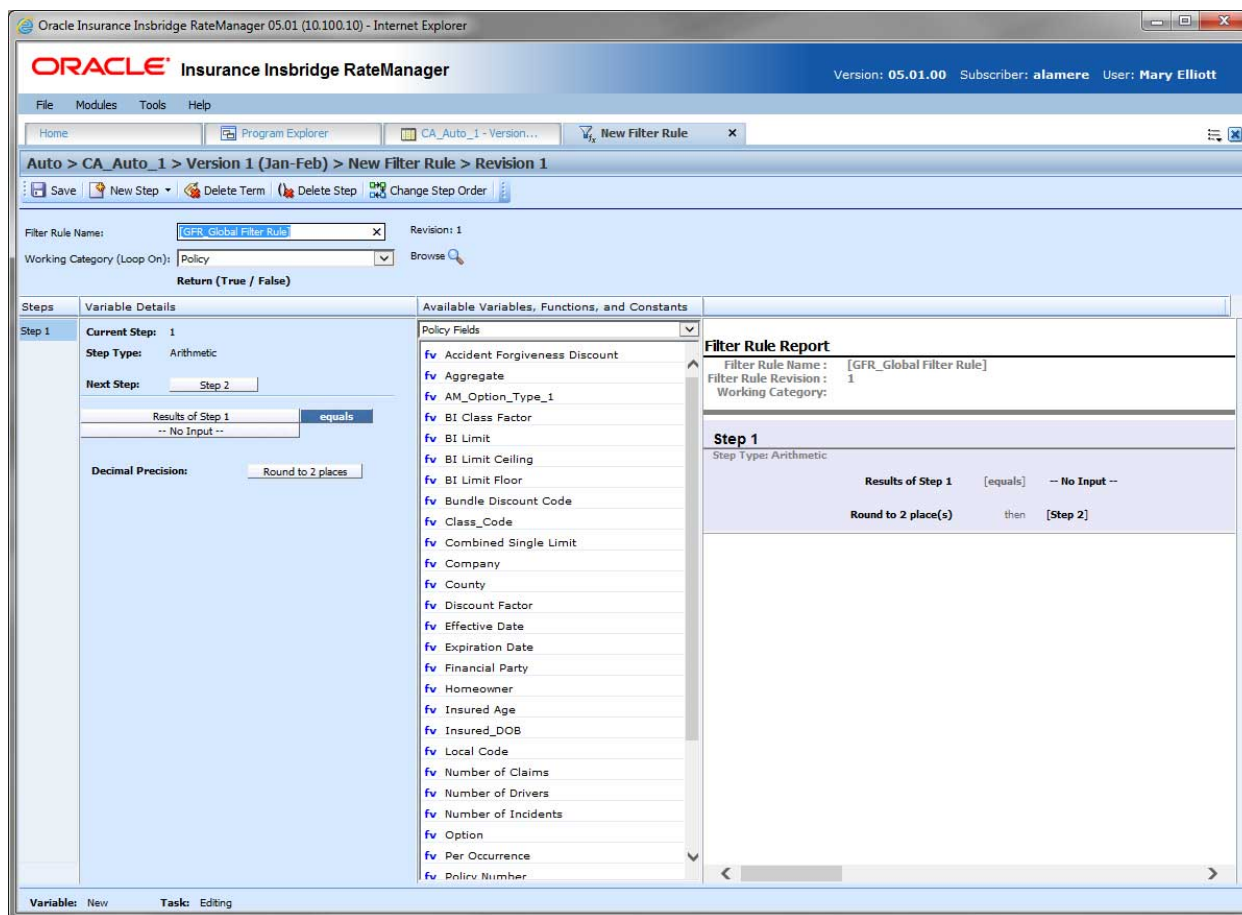 Oracle Insurance Insbridge RateManager 05.01 (10.100.10) - Internet Explorer
ORACLE Insurance Insbridge RateManager
Version: 05.01.00 Subscriber: alamere User: Mary Elliott
File Modules Tools Help
Home Program Explorer CA_Auto_1 - Version... New Filter Rule
Auto > CA_Auto_1 > Version 1 (Jan-Feb) > New Filter Rule > Revision 1
Save New Step Delete Term Delete Step Change Step Order
Filter Rule Name: [GFR_Global Filter Rule] Revision: 1
Working Category (Loop On): Policy Browse
Return (True / False)
Steps Variable Details Available Variables, Functions, and Constants
Step 1
Current Step: 1
Step Type: Arithmetic
Next Step: Step 2
Results of Step 1 equals
-- No Input --
Decimal Precision: Round to 2 places
Policy Fields
fv Accident Forgiveness Discount
fv Aggregate
fv AM_Option_Type_1
fv BI Class Factor
fv BI Limit
fv BI Limit Ceiling
fv BI Limit Floor
fv Bundle Discount Code
fv Class_Code
fv Combined Single Limit
fv Company
fv County
fv Discount Factor
fv Effective Date
fv Expiration Date
fv Financial Party
fv Homeowner
fv Insured Age
fv Insured_DOB
fv Local Code
fv Number of Claims
fv Number of Drivers
fv Number of Incidents
fv Option
fv Per Occurrence
fv Policy Number
Filter Rule Report
Filter Rule Name : [GFR_Global Filter Rule]
Filter Rule Revision : 1
Working Category:
Step 1
Step Type: Arithmetic
Results of Step 1 [equals] -- No Input --
Round to 2 place(s) then [Step 2]
Variable: New Task: Editing